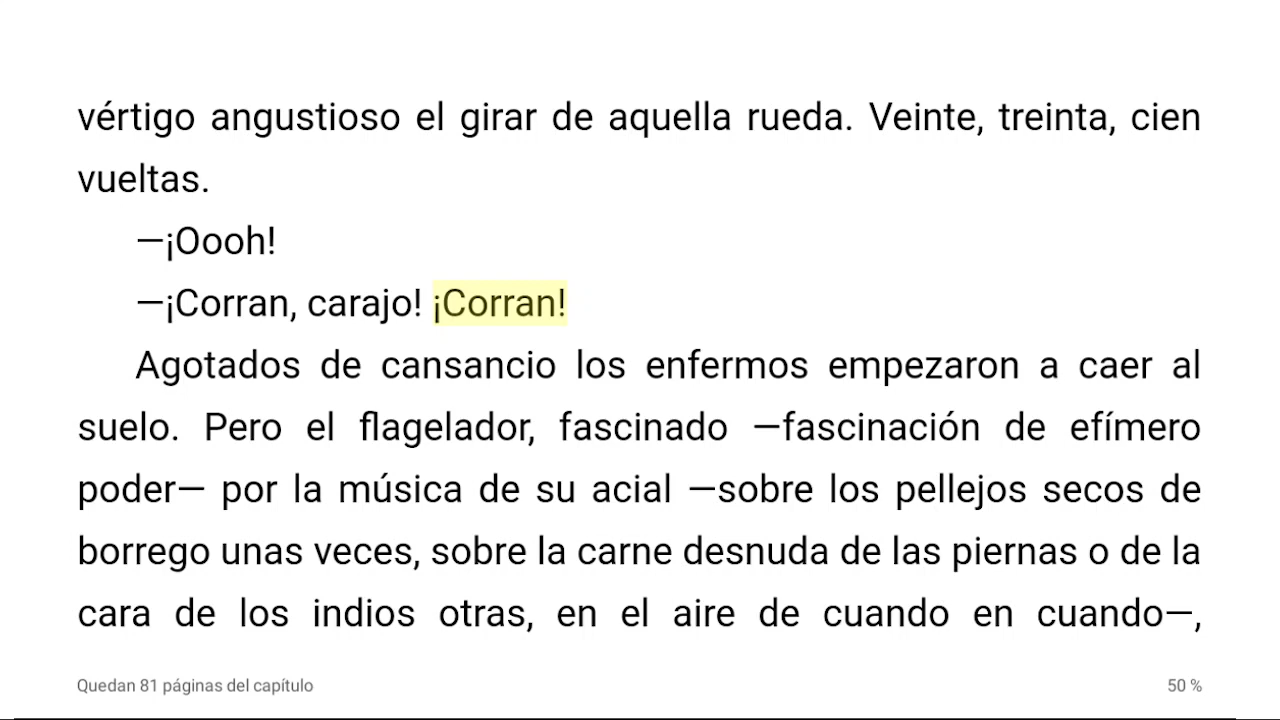 vértigo angustioso el girar de aquella rueda. Veinte, treinta, cien
vueltas.
—¡Oooh!
—¡Corran, carajo! ¡Corran!
Agotados de cansancio los enfermos empezaron a caer al
suelo. Pero el flagelador, fascinado —fascinación de efímero
poder— por la música de su acial —sobre los pellejos secos de
borrego unas veces, sobre la carne desnuda de las piernas o de la
cara de los indios otras, en el aire de cuando en cuando—,
Quedan 81 páginas del capítulo
50 %